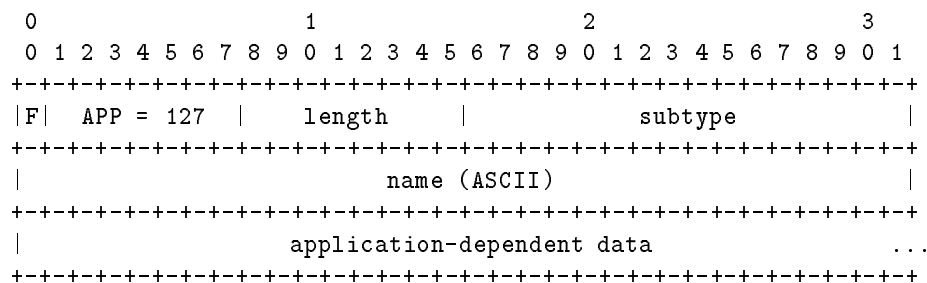 0                   1                   2                   3
0 1 2 3 4 5 6 7 8 9 0 1 2 3 4 5 6 7 8 9 0 1 2 3 4 5 6 7 8 9 0 1
+-+-+-+-+-+-+-+-+-+-+-+-+-+-+-+-+-+-+-+-+-+-+-+-+-+-+-+-+-+-+-+-+
|F|  APP = 127  |    length     |            subtype            |
+-+-+-+-+-+-+-+-+-+-+-+-+-+-+-+-+-+-+-+-+-+-+-+-+-+-+-+-+-+-+-+-+
|                          name (ASCII)                         |
+-+-+-+-+-+-+-+-+-+-+-+-+-+-+-+-+-+-+-+-+-+-+-+-+-+-+-+-+-+-+-+-+
|                   application-dependent data                 ...
+-+-+-+-+-+-+-+-+-+-+-+-+-+-+-+-+-+-+-+-+-+-+-+-+-+-+-+-+-+-+-+-+